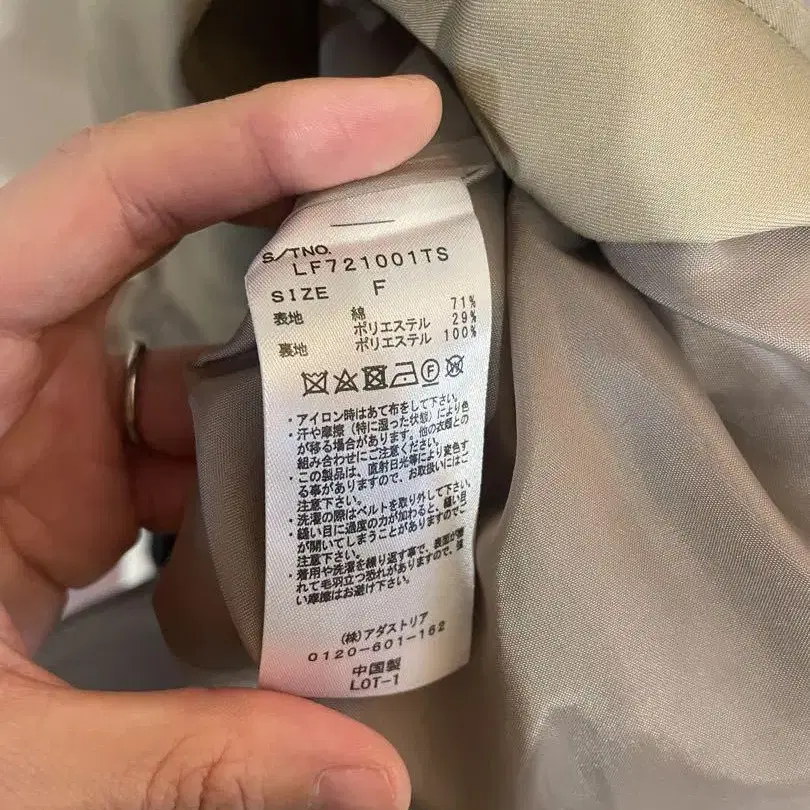 S/TNO.
LF721001TS
SIZE F
表地 綿 71%
ポリエステル 29%
裏地 ポリエステル 100%
F W
・アイロン時はあて布をして下さい。
・汗や摩擦(特に湿った状態)により色
が移る場合があります。他の衣類との
組み合わせにご注意ください。
・この製品は、直射日光等により変色す
る事がありますので、お取扱いにはご
注意下さい。
・洗濯の際はベルトを取り外して下さい。
・縫い目に過度の力が加わると、縫い目
が開いてしまうことがありますのでご
注意下さい。
・着用や洗濯を繰り返す事で、表面が擦
れて毛羽立つ恐れがありますので、強
い摩擦はお避け下さい。
(株)アダストリア
0120-601-162
中国製
LOT-1